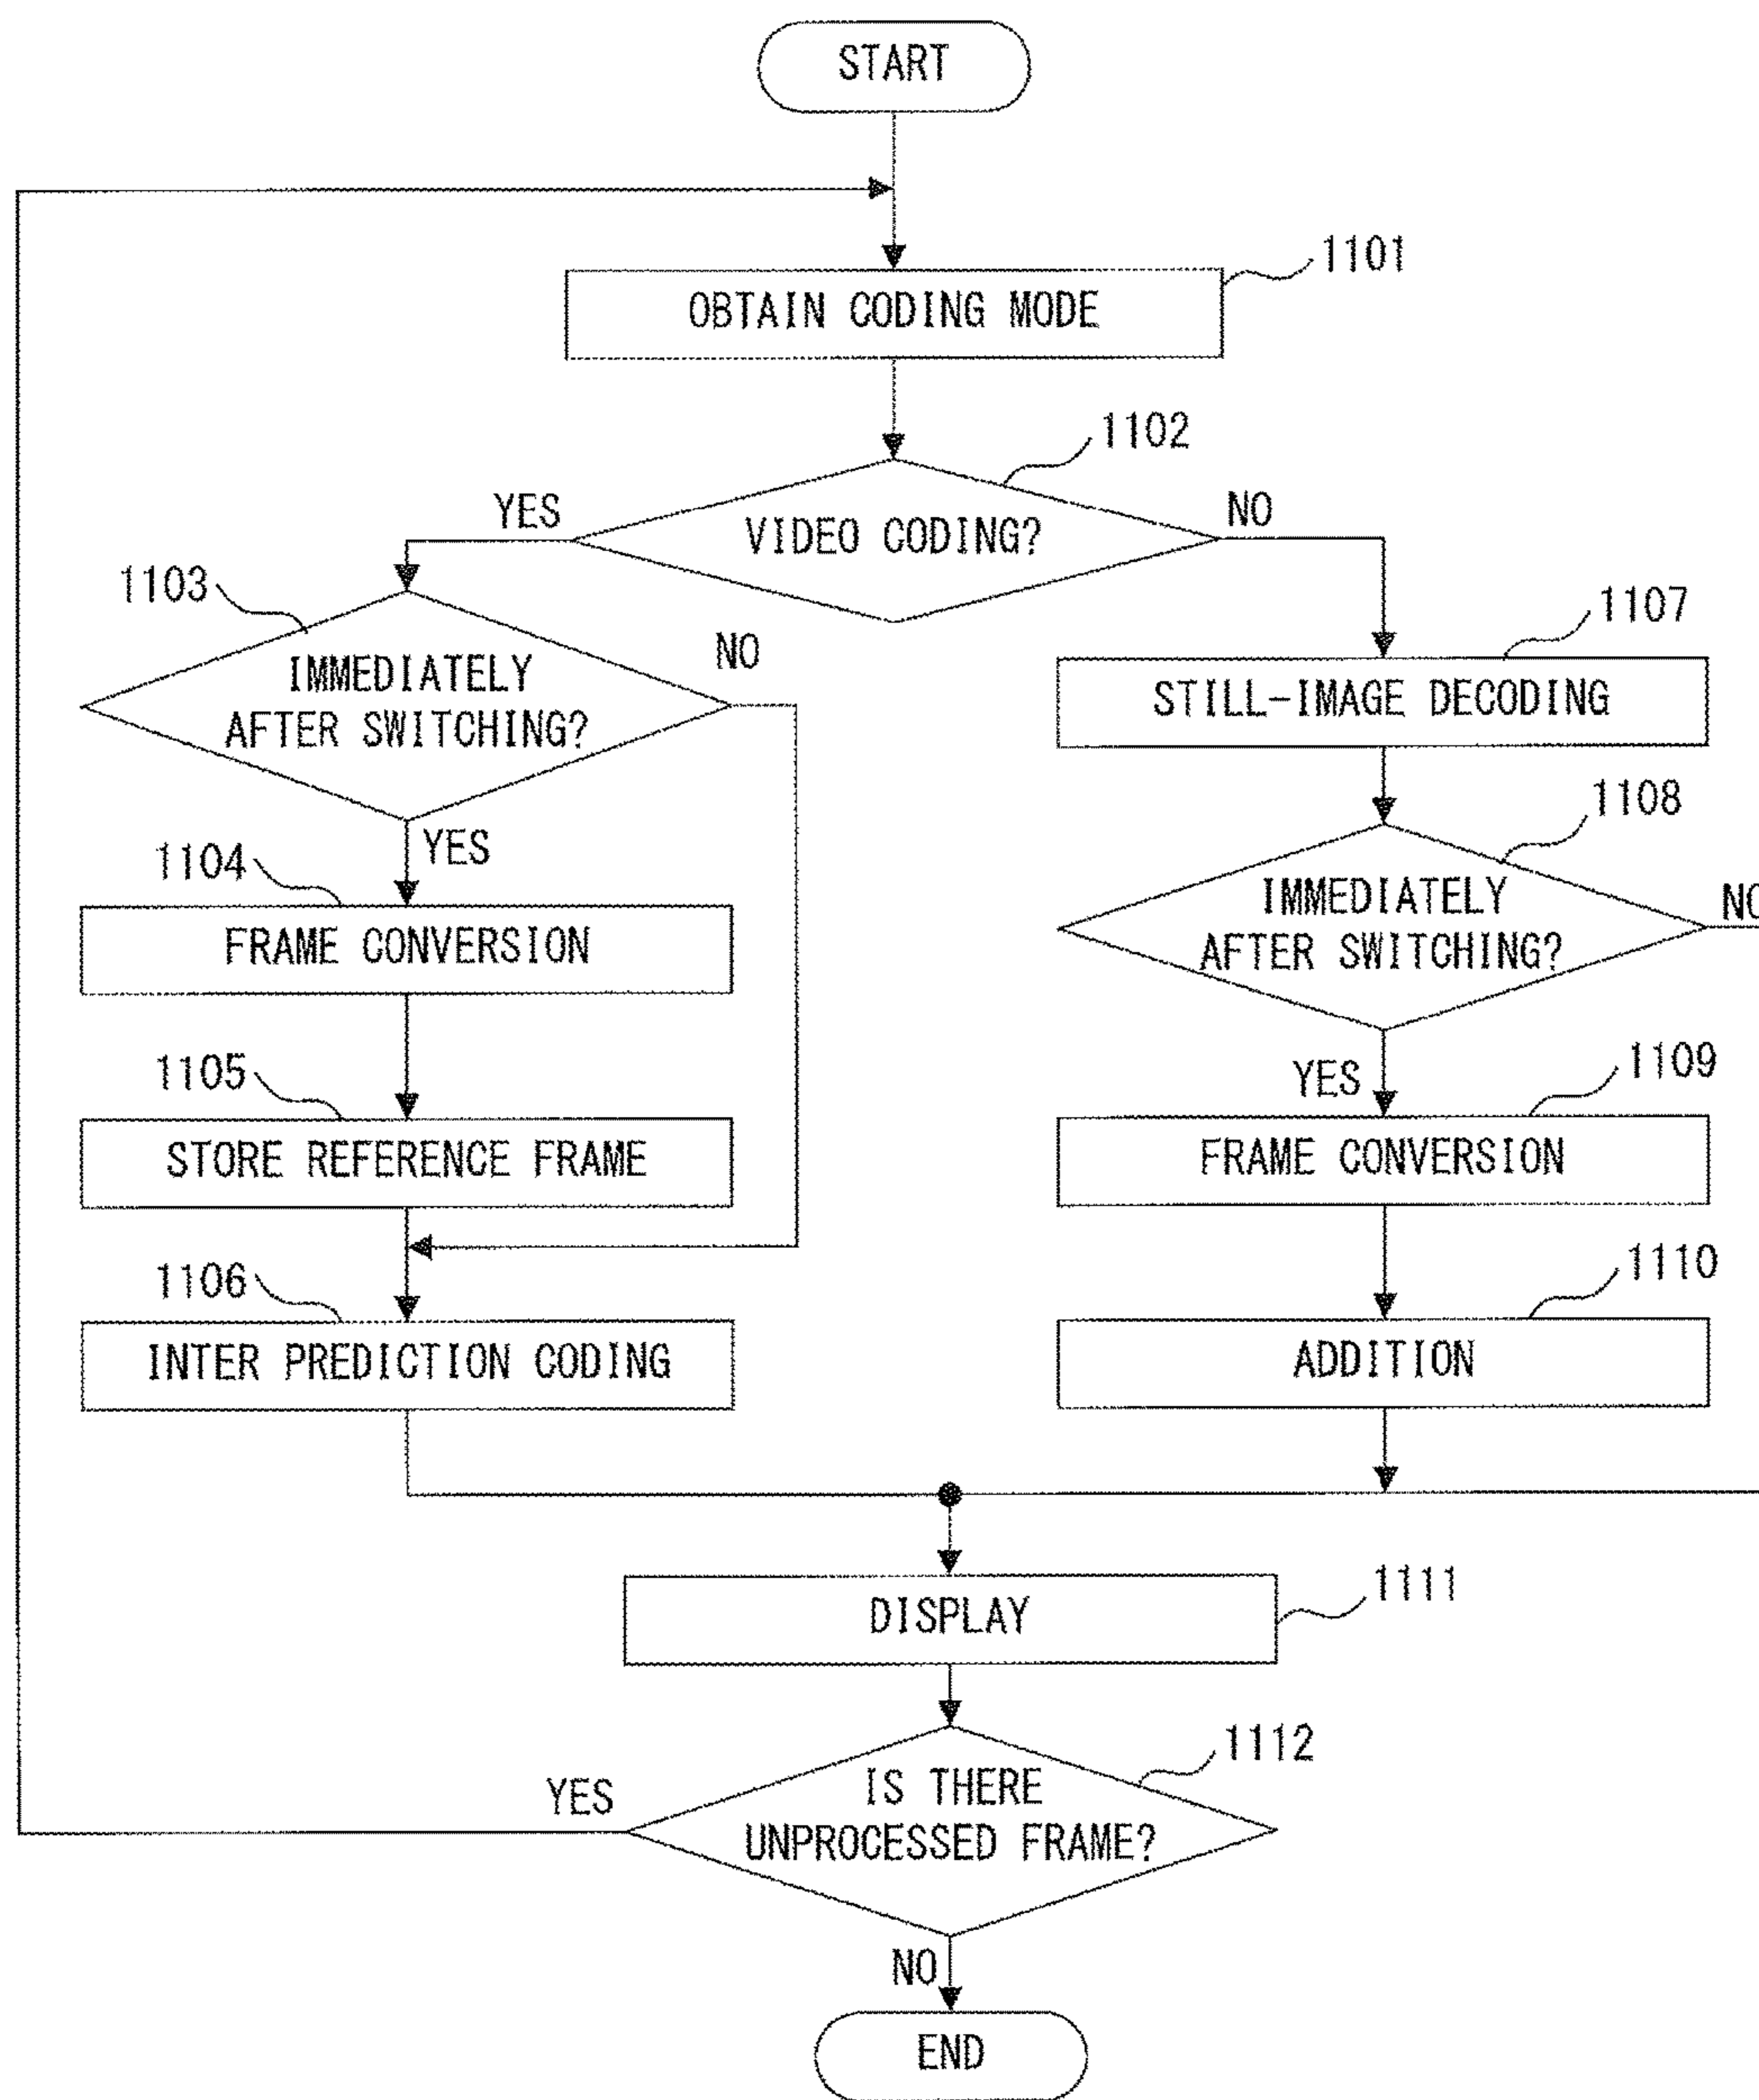 START
1101
OBTAIN CODING MODE
1102
YES
VIDEO CODING?
NO
1103
IMMEDIATELY
AFTER SWITCHING?
NO
1107
STILL-IMAGE DECODING
1108
YES
IMMEDIATELY
AFTER SWITCHING?
NO
1104
FRAME CONVERSION
1105
STORE REFERENCE FRAME
YES
1109
FRAME CONVERSION
1106
INTER PREDICTION CODING
1110
ADDITION
1111
DISPLAY
1112
YES
IS THERE
UNPROCESSED FRAME?
NO
END